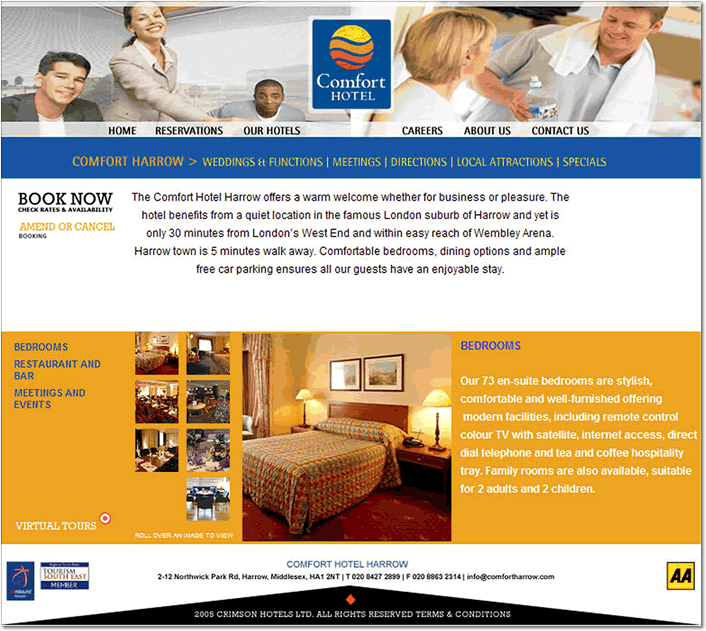 Comfort
HOTEL
HOME RESERVATIONS OUR HOTELS CAREERS ABOUT US CONTACT US
COMFORT HARROW > WEDDINGS & FUNCTIONS | MEETINGS | DIRECTIONS | LOCAL ATTRACTIONS | SPECIALS
BOOK NOW
CHECK RATES & AVAILABILITY
AMEND OR CANCEL
BOOKING
The Comfort Hotel Harrow offers a warm welcome whether for business or pleasure. The
hotel benefits from a quiet location in the famous London suburb of Harrow and yet is
only 30 minutes from London's West End and within easy reach of Wembley Arena.
Harrow town is 5 minutes walk away. Comfortable bedrooms, dining options and ample
free car parking ensures all our guests have an enjoyable stay.
BEDROOMS
RESTAURANT AND
BAR
MEETINGS AND
EVENTS
VIRTUAL TOURS
ROLL OVER AN IMAGE TO VIEW
BEDROOMS
Our 73 en-suite bedrooms are stylish,
comfortable and well-furnished offering
modern facilities, including remote control
colour TV with satellite, internet access, direct
dial telephone and tea and coffee hospitality
tray. Family rooms are also available, suitable
for 2 adults and 2 children.
TOURISM
SOUTH EAST
MEMBER
COMFORT HOTEL HARROW
2-12 Northwick Park Rd, Harrow, Middlesex, HA1 2NT | T 020 8427 2899 | F 020 8863 2314 | info@comfortharrow.com
AA
2005 CRIMSON HOTELS LTD. ALL RIGHTS RESERVED TERMS & CONDITIONS